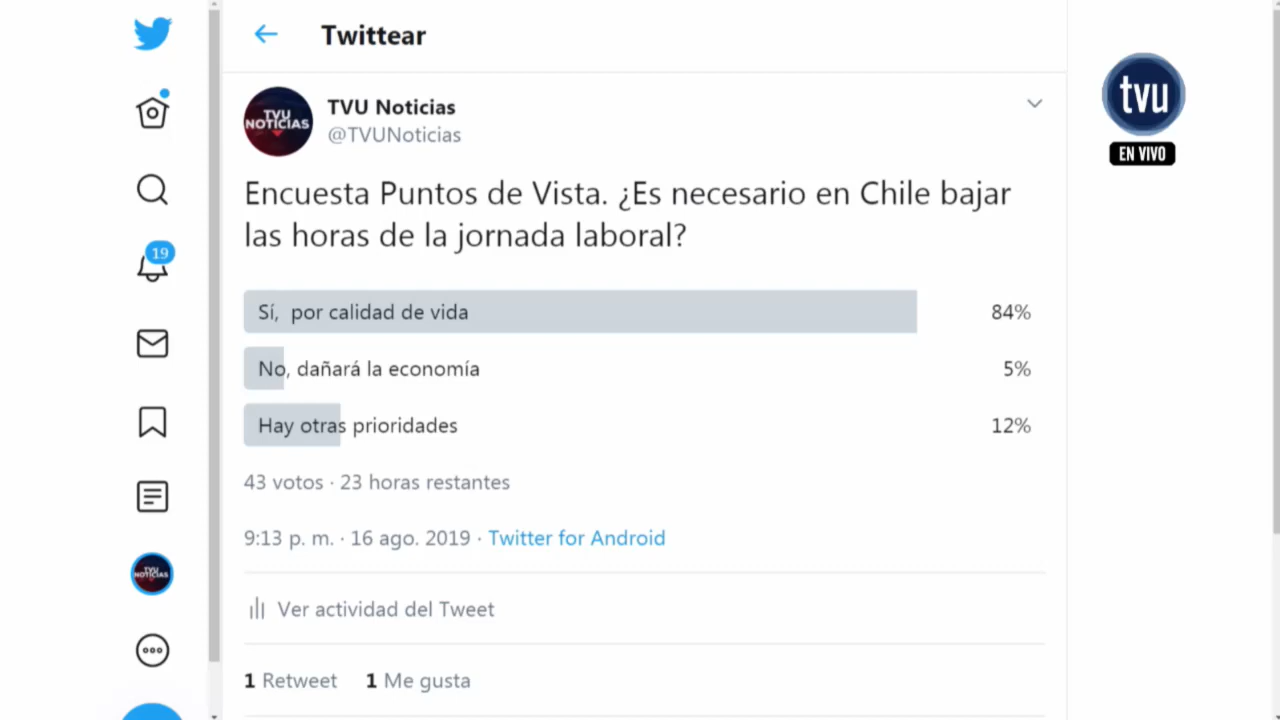 Twittear
TVU
NOTICIAS
TVU Noticias
@TVUNoticias
tvu
EN VIVO
Encuesta Puntos de Vista. ¿Es necesario en Chile bajar
las horas de la jornada laboral?
19
Sí, por calidad de vida 84%
No, dañará la economía 5%
Hay otras prioridades 12%
43 votos · 23 horas restantes
9:13 p. m. · 16 ago. 2019 · Twitter for Android
TVU
NOTICIAS
Ver actividad del Tweet
1 Retweet 1 Me gusta